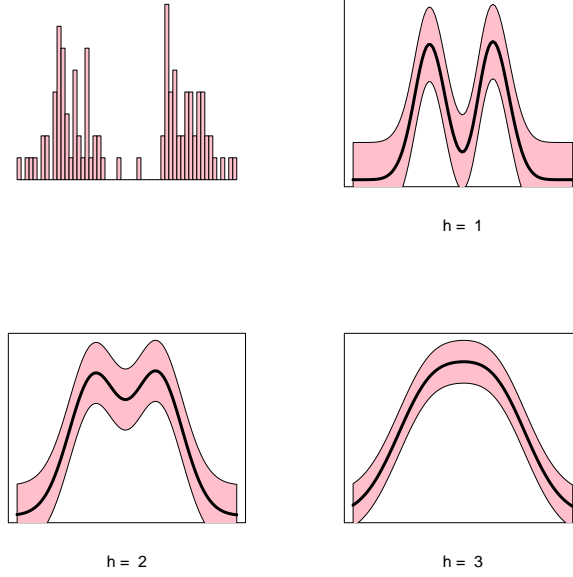 h = 1
h = 2
h = 3